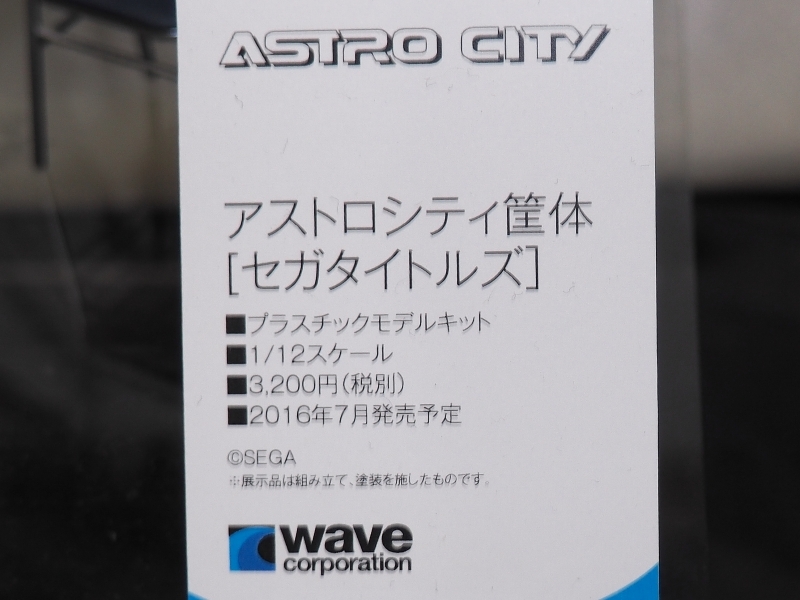 ASTRO CITY
アストロシティ筐体
[セガタイトルズ]
■プラスチックモデルキット
■1/12スケール
■3,200円(税別)
■2016年7月発売予定
©SEGA
※展示品は組み立て、塗装を施したものです。
wave
corporation